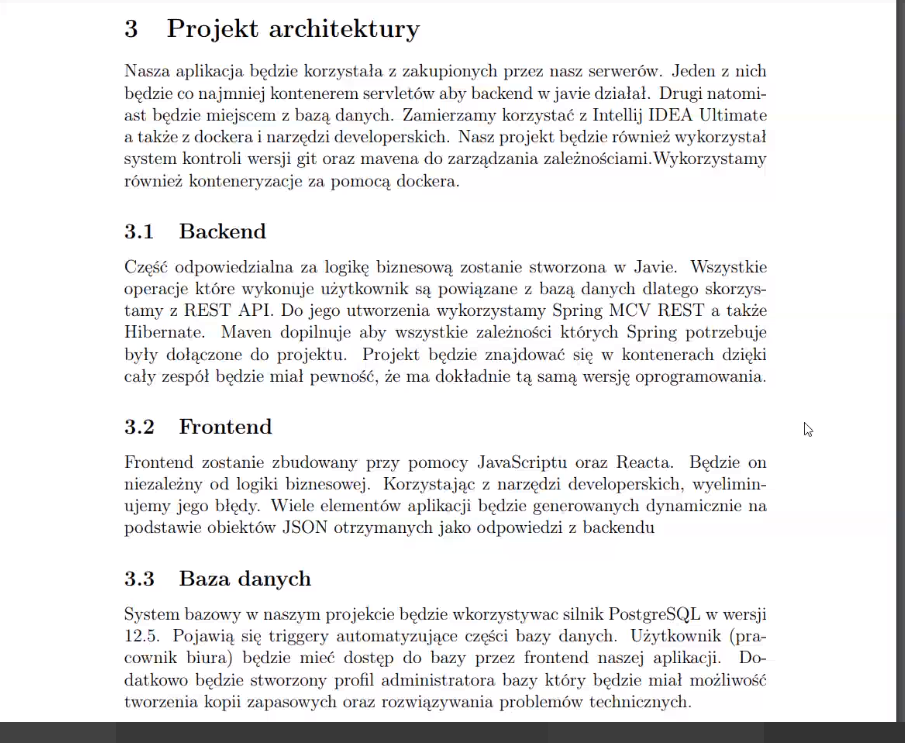 3 Projekt architektury
Nasza aplikacja będzie korzystała z zakupionych przez nasz serwerów. Jeden z nich
będzie co najmniej kontenerem servletów aby backend w javie działał. Drugi natomi-
ast będzie miejscem z bazą danych. Zamierzamy korzystać z Intellij IDEA Ultimate
a także z dockera i narzędzi developerskich. Nasz projekt będzie również wykorzystał
system kontroli wersji git oraz mavena do zarządzania zależnościami.Wykorzystamy
również konteneryzacje za pomocą dockera.
3.1 Backend
Część odpowiedzialna za logikę biznesową zostanie stworzona w Javie. Wszystkie
operacje które wykonuje użytkownik są powiązane z bazą danych dlatego skorzys-
tamy z REST API. Do jego utworzenia wykorzystamy Spring MCV REST a także
Hibernate. Maven dopilnuje aby wszystkie zależności których Spring potrzebuje
były dołączone do projektu. Projekt będzie znajdować się w kontenerach dzięki
cały zespół będzie miał pewność, że ma dokładnie tą samą wersję oprogramowania.
3.2 Frontend
Frontend zostanie zbudowany przy pomocy JavaScriptu oraz Reacta. Będzie on
niezależny od logiki biznesowej. Korzystając z narzędzi developerskich, wyelimin-
ujemy jego błędy. Wiele elementów aplikacji będzie generowanych dynamicznie na
podstawie obiektów JSON otrzymanych jako odpowiedzi z backendu
3.3 Baza danych
System bazowy w naszym projekcie będzie wkorzystywac silnik PostgreSQL w wersji
12.5. Pojawią się triggery automatyzujące części bazy danych. Użytkownik (pra-
cownik biura) będzie mieć dostęp do bazy przez frontend naszej aplikacji. Do-
datkowo będzie stworzony profil administratora bazy który będzie miał możliwość
tworzenia kopii zapasowych oraz rozwiązywania problemów technicznych.